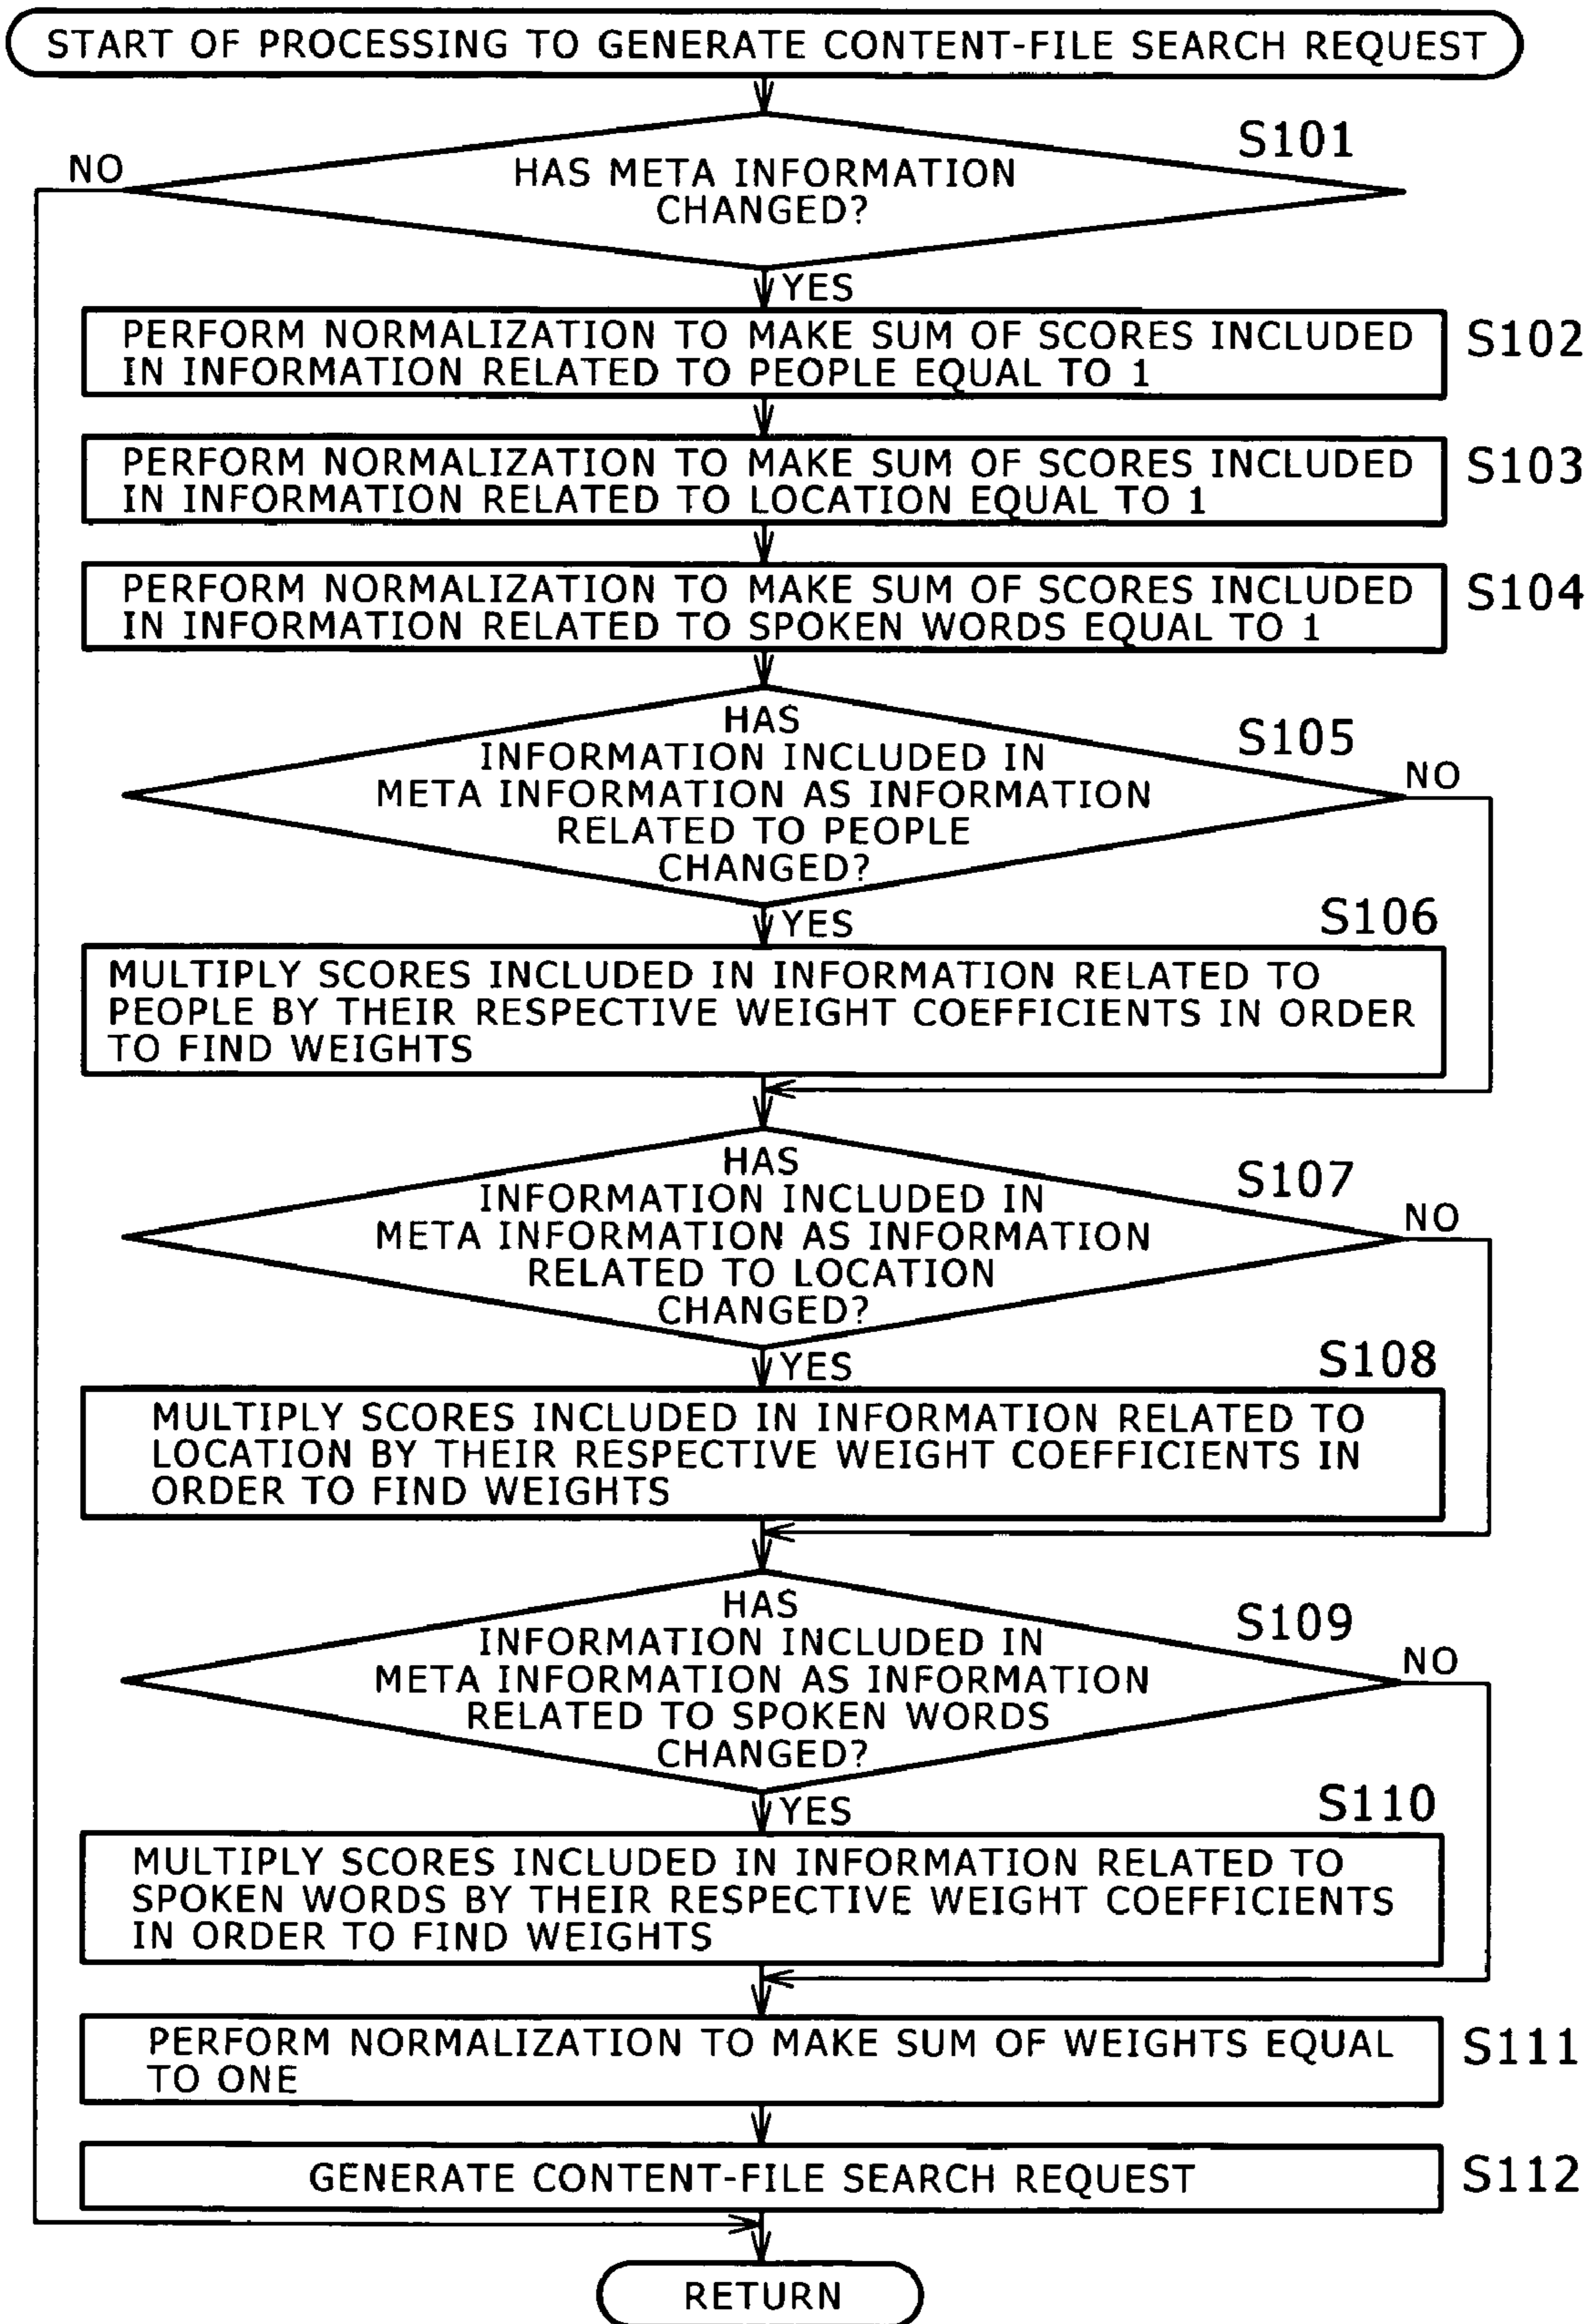 START OF PROCESSING TO GENERATE CONTENT-FILE SEARCH REQUEST
S101
NO
HAS META INFORMATION
CHANGED?
YES
PERFORM NORMALIZATION TO MAKE SUM OF SCORES INCLUDED
IN INFORMATION RELATED TO PEOPLE EQUAL TO 1
S102
PERFORM NORMALIZATION TO MAKE SUM OF SCORES INCLUDED
IN INFORMATION RELATED TO LOCATION EQUAL TO 1
S103
PERFORM NORMALIZATION TO MAKE SUM OF SCORES INCLUDED
IN INFORMATION RELATED TO SPOKEN WORDS EQUAL TO 1
S104
HAS
INFORMATION INCLUDED IN
META INFORMATION AS INFORMATION
RELATED TO PEOPLE
CHANGED?
S105
NO
YES
S106
MULTIPLY SCORES INCLUDED IN INFORMATION RELATED TO
PEOPLE BY THEIR RESPECTIVE WEIGHT COEFFICIENTS IN ORDER
TO FIND WEIGHTS
HAS
INFORMATION INCLUDED IN
META INFORMATION AS INFORMATION
RELATED TO LOCATION
CHANGED?
S107
NO
YES
S108
MULTIPLY SCORES INCLUDED IN INFORMATION RELATED TO
LOCATION BY THEIR RESPECTIVE WEIGHT COEFFICIENTS IN
ORDER TO FIND WEIGHTS
HAS
INFORMATION INCLUDED IN
META INFORMATION AS INFORMATION
RELATED TO SPOKEN WORDS
CHANGED?
S109
NO
YES
S110
MULTIPLY SCORES INCLUDED IN INFORMATION RELATED TO
SPOKEN WORDS BY THEIR RESPECTIVE WEIGHT COEFFICIENTS
IN ORDER TO FIND WEIGHTS
PERFORM NORMALIZATION TO MAKE SUM OF WEIGHTS EQUAL
TO ONE
S111
GENERATE CONTENT-FILE SEARCH REQUEST
S112
RETURN